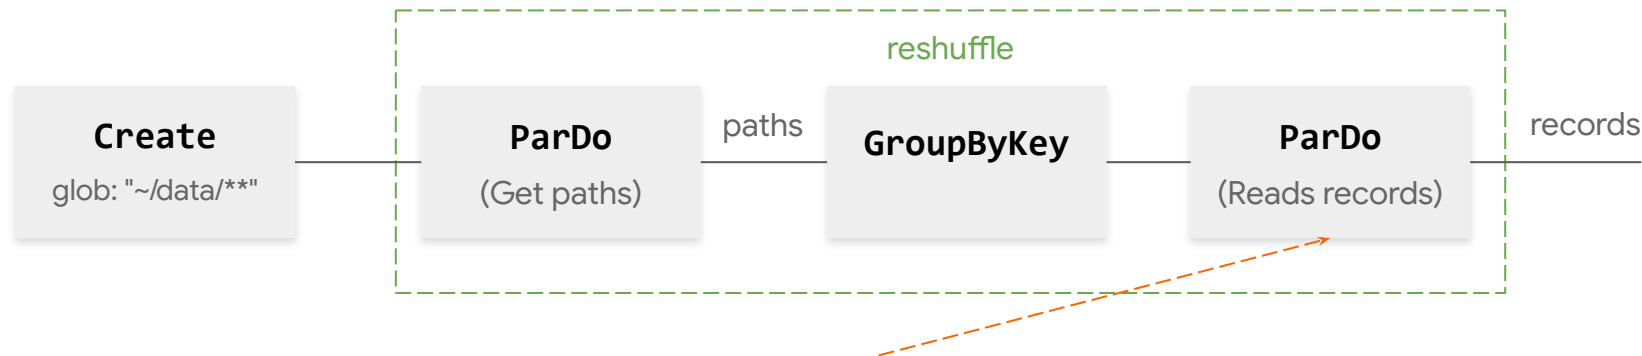 reshuffle
Create
glob: "~/data/**"
ParDo
(Get paths)
paths
GroupByKey
ParDo
(Reads records)
records